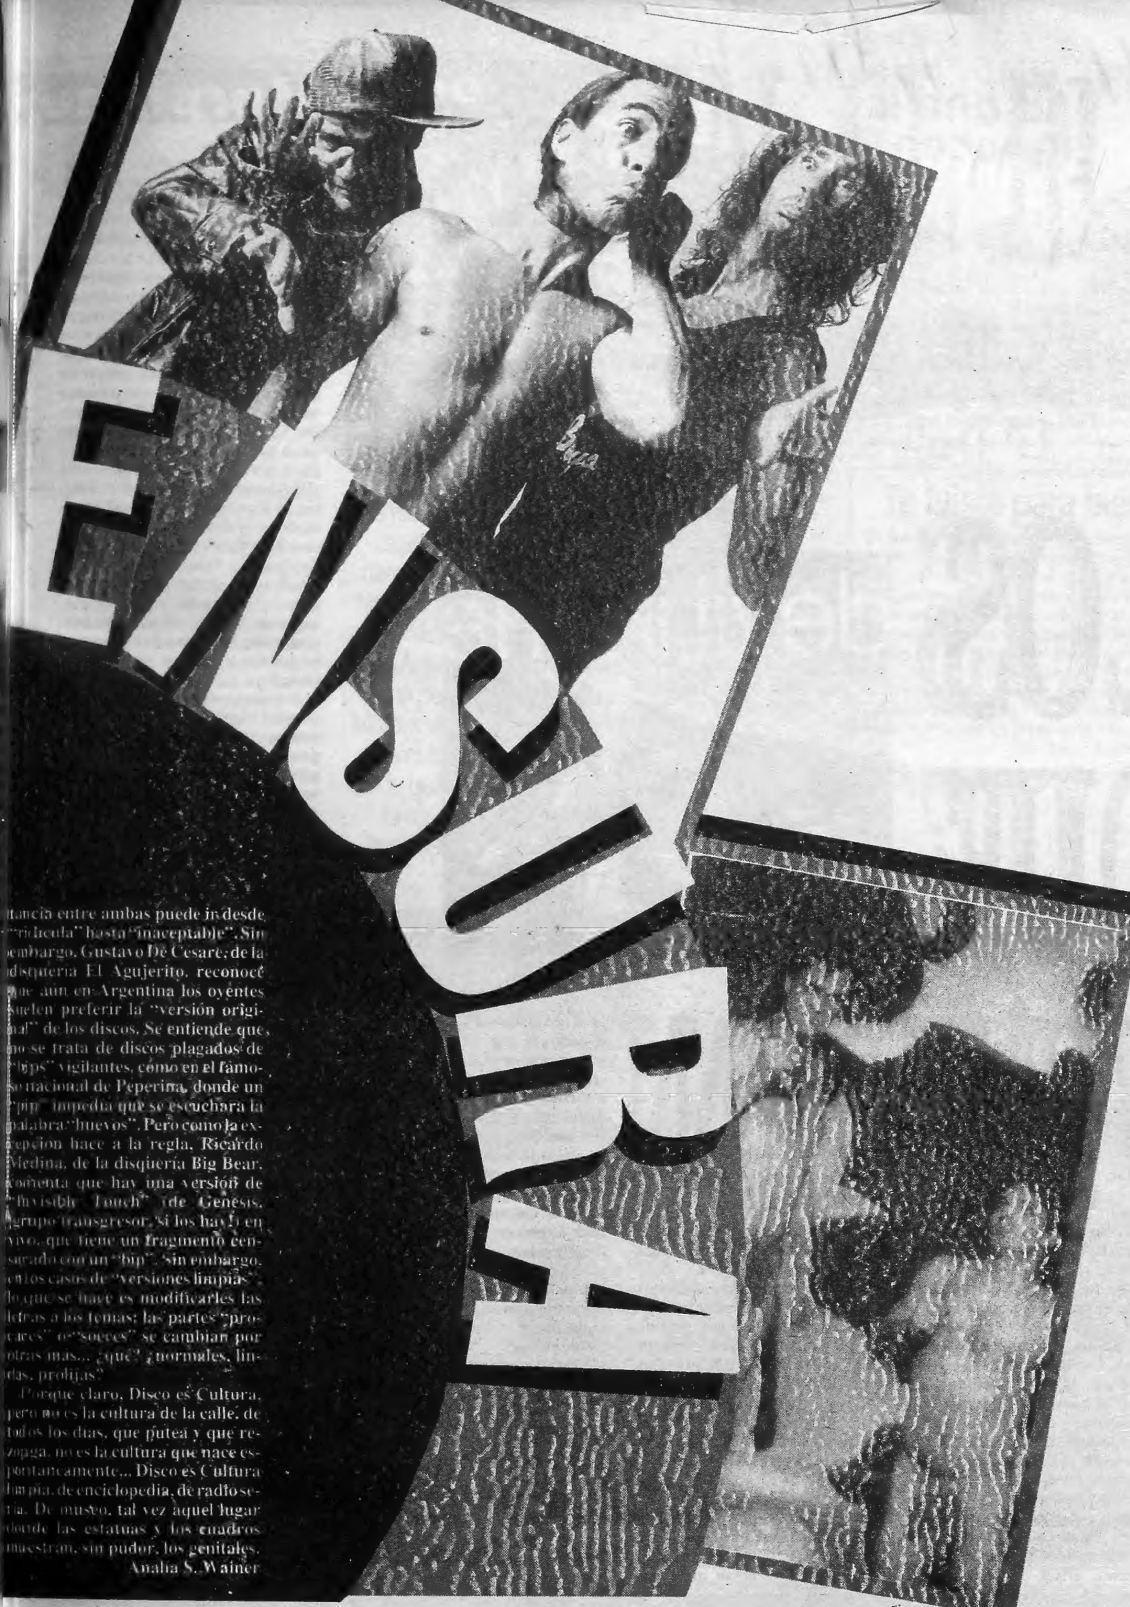 ENSURA
tancia entre ambas puede ir desde
"ridícula" hasta "inaceptable". Sin
embargo, Gustavo De Cesare, de la
disquería El Agujerito, reconoce
que aun en Argentina los oyentes
suelen preferir la "versión origi-
nal" de los discos. Se entiende que
no se trata de discos plagados de
"bips" vigilantes, como en el famo-
so nacional de Peperina, donde un
"pip" impedía que se escuchara la
palabra "huevos". Pero como la ex-
cepción hace a la regla, Ricardo
Medina, de la disquería Big Bear,
comenta que hay una versión de
"Invisible Touch" (de Genesis,
grupo transgresor, si los hay!) en
vivo, que tiene un fragmento cen-
surado con un "bip". Sin embargo,
en los casos de "versiones limpias"
lo que se hace es modificarles las
letras a los temas: las partes "pro-
caces" o "soeces" se cambian por
otras más... ¿qué? ¿normales, lin-
das, prolijas?
Porque claro, Disco es Cultura,
pero no es la cultura de la calle, de
todos los días, que putea y que re-
zonga, no es la cultura que nace es-
pontáneamente... Disco es Cultura
limpia, de enciclopedia, de radio se-
ria. De museo, tal vez aquel lugar
donde las estatuas y los cuadros
muestran, sin pudor, los genitales.
Analía S. Wainer